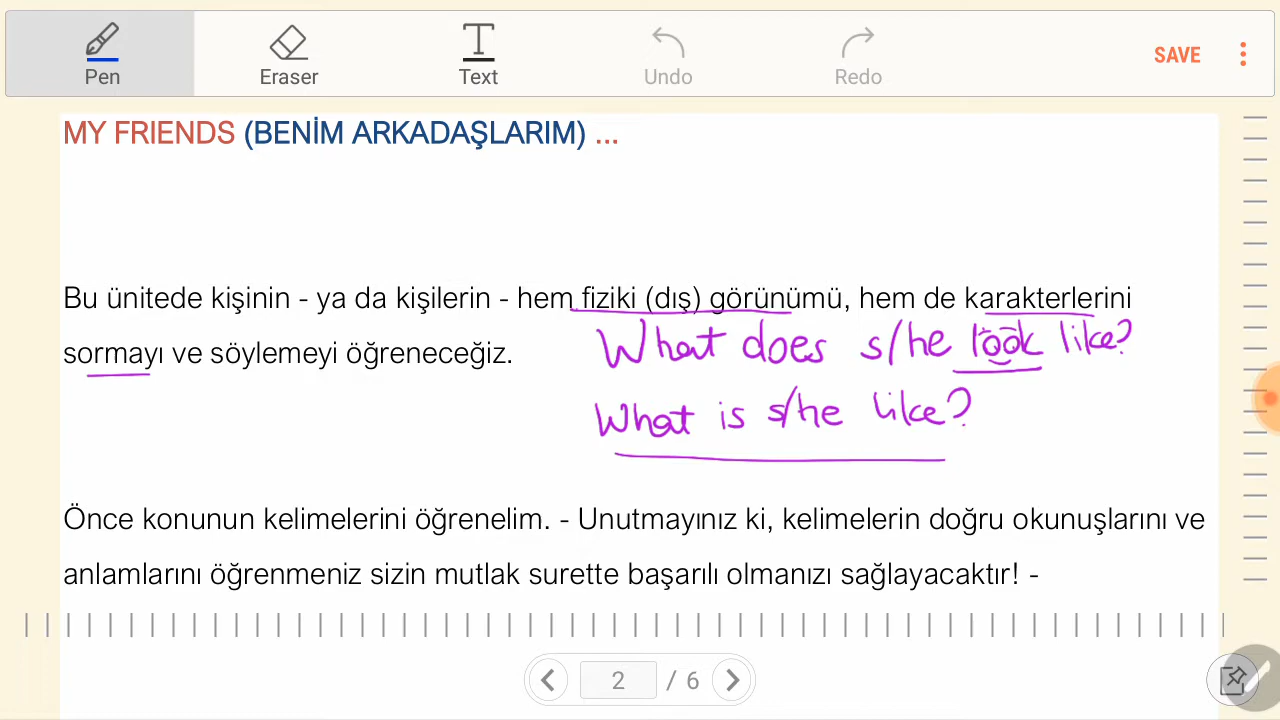 Pen Eraser Text Undo Redo SAVE
MY FRIENDS (BENİM ARKADAŞLARIM) ...
Bu ünitede kişinin - ya da kişilerin - hem fiziki (dış) görünümü, hem de karakterlerini
sormayı ve söylemeyi öğreneceğiz.
What does s/he look like?
What is s/he like?
Önce konunun kelimelerini öğrenelim. - Unutmayınız ki, kelimelerin doğru okunuşlarını ve
anlamlarını öğrenmeniz sizin mutlak surette başarılı olmanızı sağlayacaktır! -
2 / 6